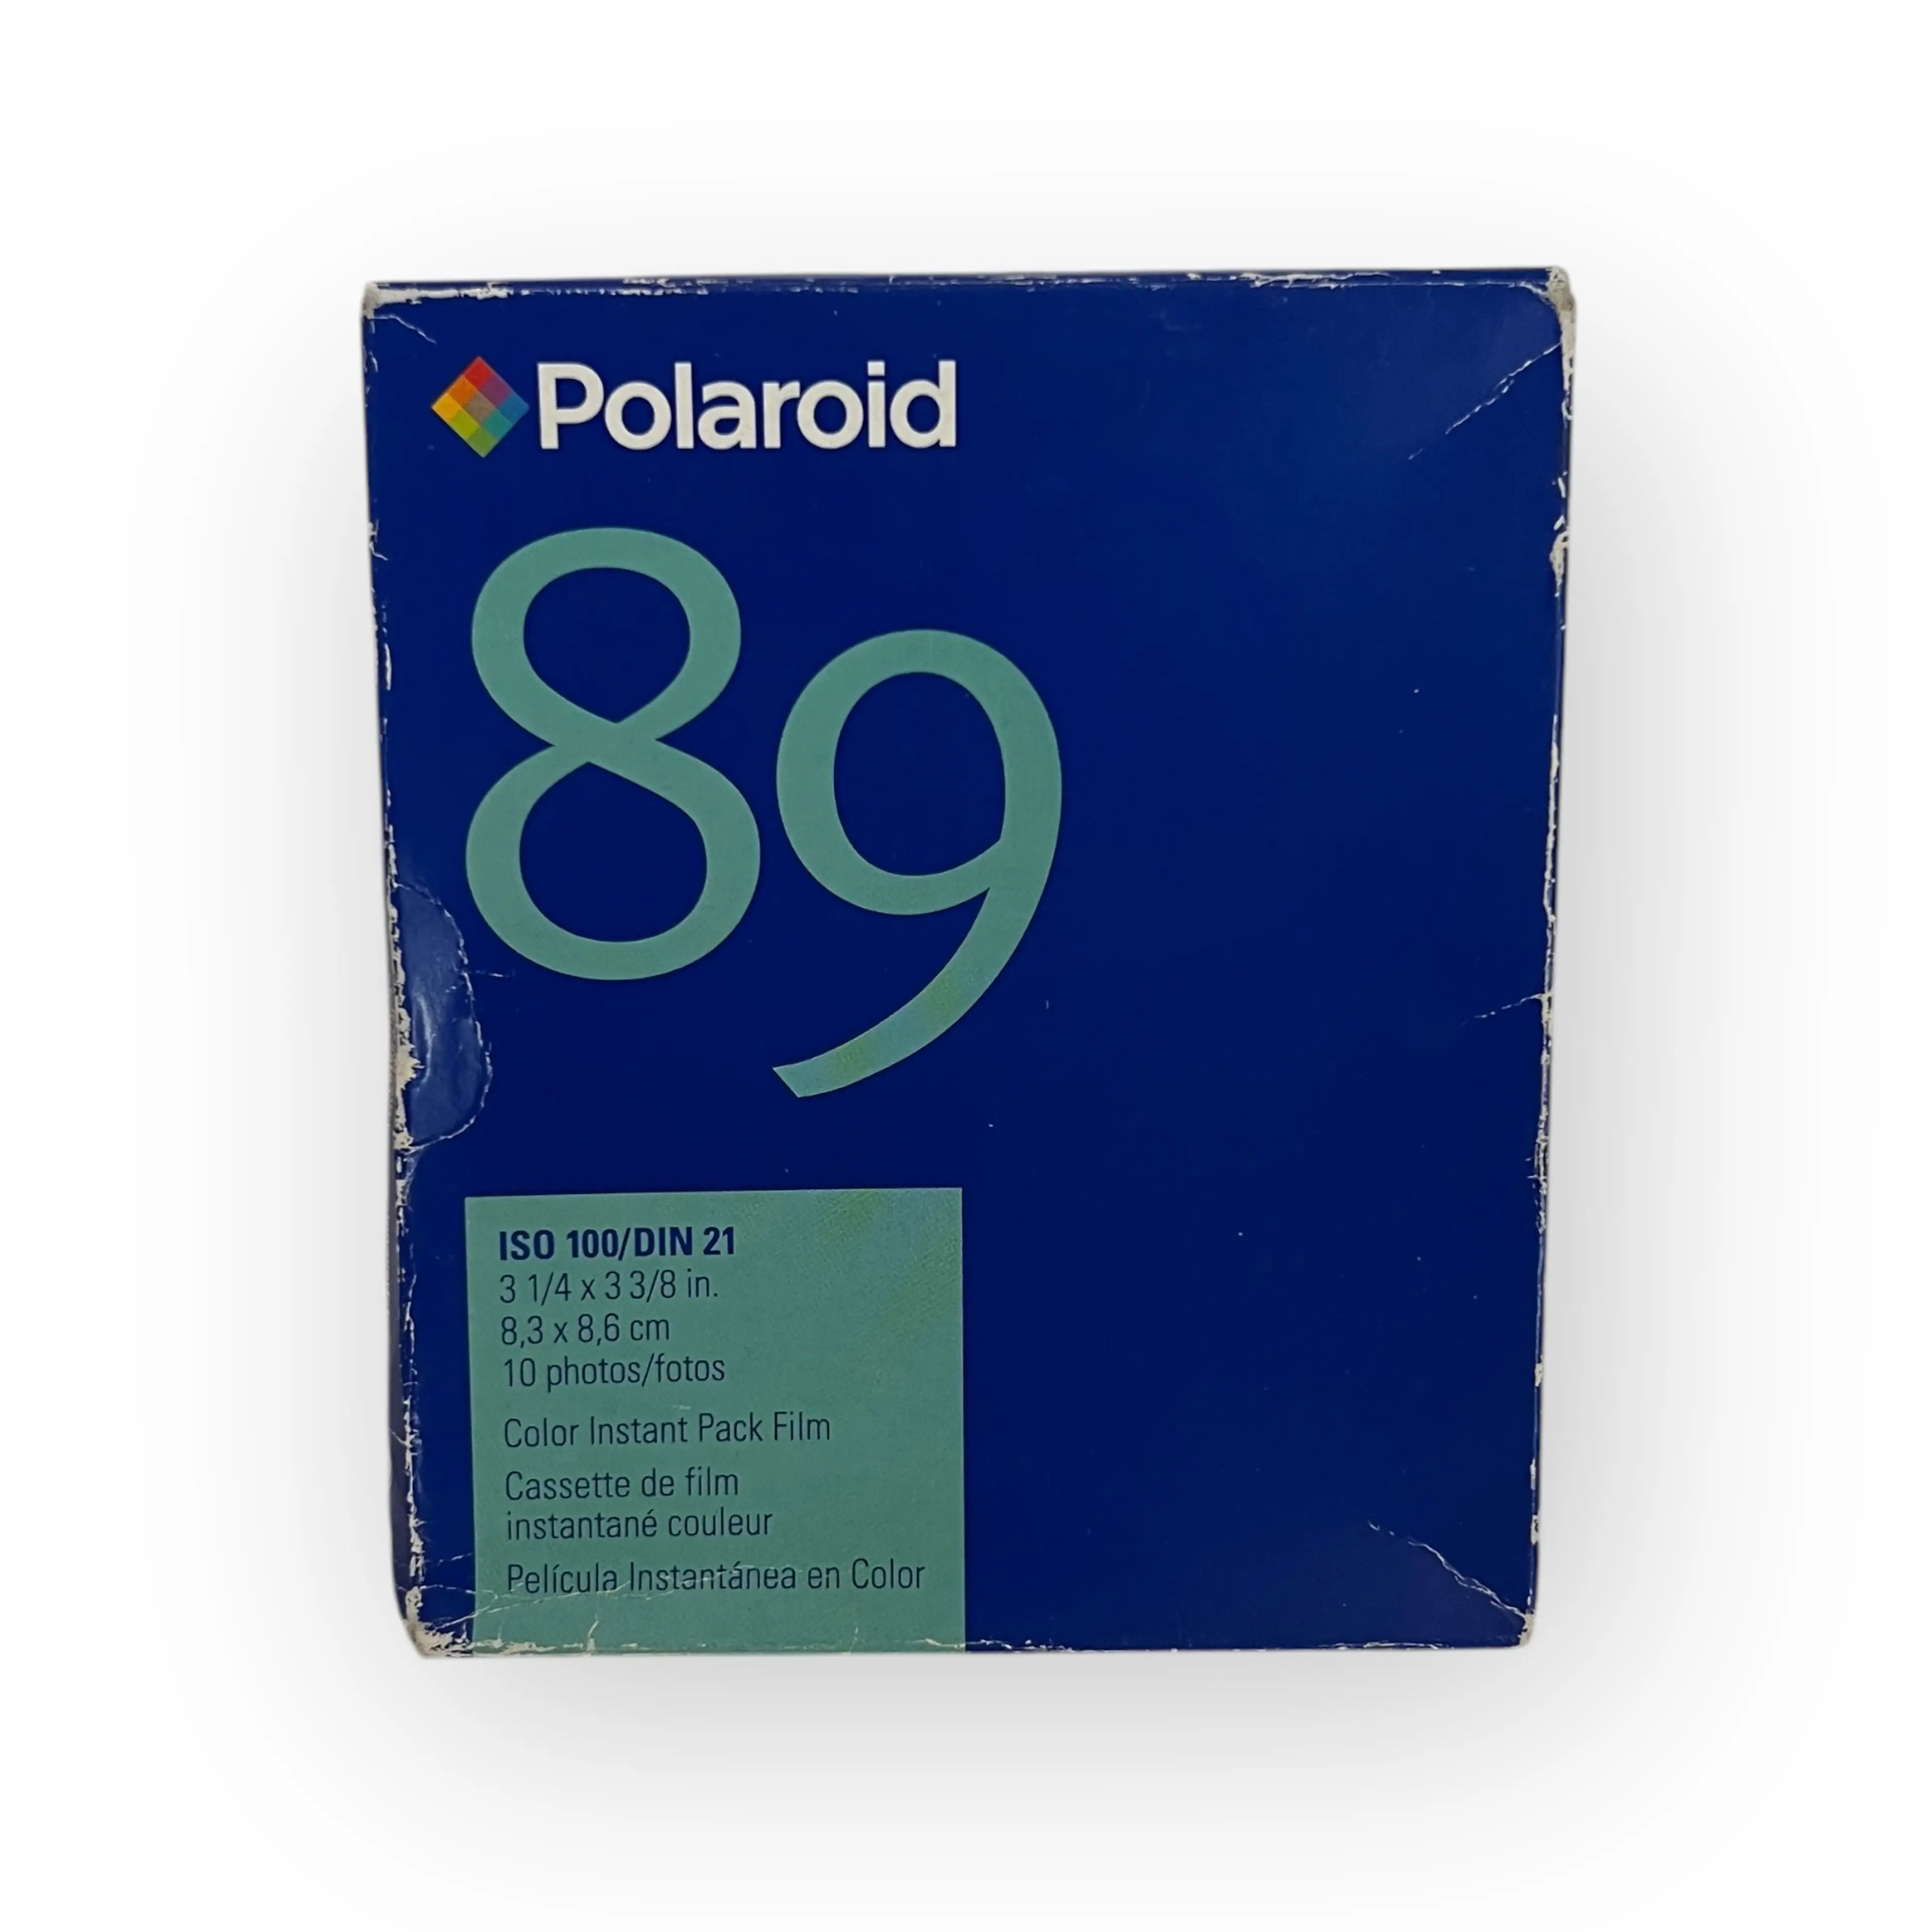 Polaroid
89
ISO 100/DIN 21
3 1/4 x 3 3/8 in.
8,3 x 8,6 cm
10 photos/fotos
Color Instant Pack Film
Cassette de film
instantané couleur
Película Instantánea en Color